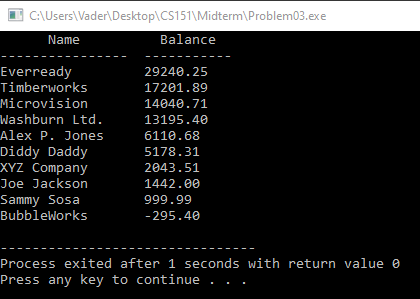 C:\Users\Vader\Desktop\CS151\Midterm\Problem03.exe
Name Balance
---------------- -----------
Everready 29240.25
Timberworks 17201.89
Microvision 14040.71
Washburn Ltd. 13195.40
Alex P. Jones 6110.68
Diddy Daddy 5178.31
XYZ Company 2043.51
Joe Jackson 1442.00
Sammy Sosa 999.99
BubbleWorks -295.40
--------------------------------
Process exited after 1 seconds with return value 0
Press any key to continue . . .